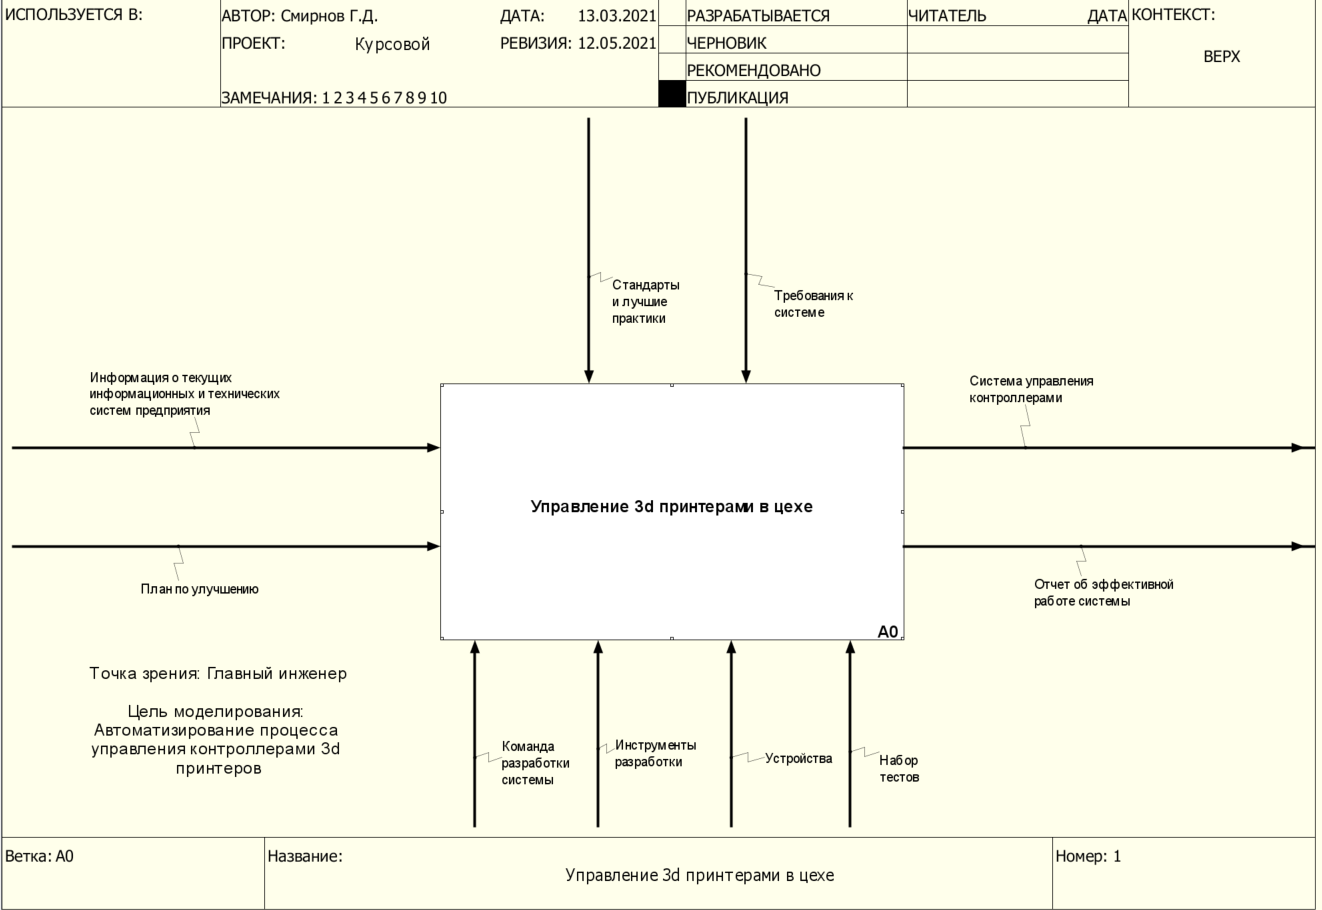 ИСПОЛЬЗУЕТСЯ В:
АВТОР: Смирнов Г.Д.
ДАТА: 13.03.2021
РАЗРАБАТЫВАЕТСЯ
ЧИТАТЕЛЬ
ДАТА
КОНТЕКСТ:
ПРОЕКТ: Курсовой
РЕВИЗИЯ: 12.05.2021
ЧЕРНОВИК
ВЕРХ
РЕКОМЕНДОВАНО
ЗАМЕЧАНИЯ: 1 2 3 4 5 6 7 8 9 10
ПУБЛИКАЦИЯ
Стандарты
и лучшие
практики
Требования к
системе
Информация о текущих
информационных и технических
систем предприятия
Система управления
контроллерами
Управление 3d принтерами в цехе
План по улучшению
Отчет об эффективной
работе системы
A0
Точка зрения: Главный инженер
Цель моделирования:
Автоматизирование процесса
управления контроллерами 3d
принтеров
Команда
разработки
системы
Инструменты
разработки
Устройства
Набор
тестов
Ветка: A0
Название:
Управление 3d принтерами в цехе
Номер: 1